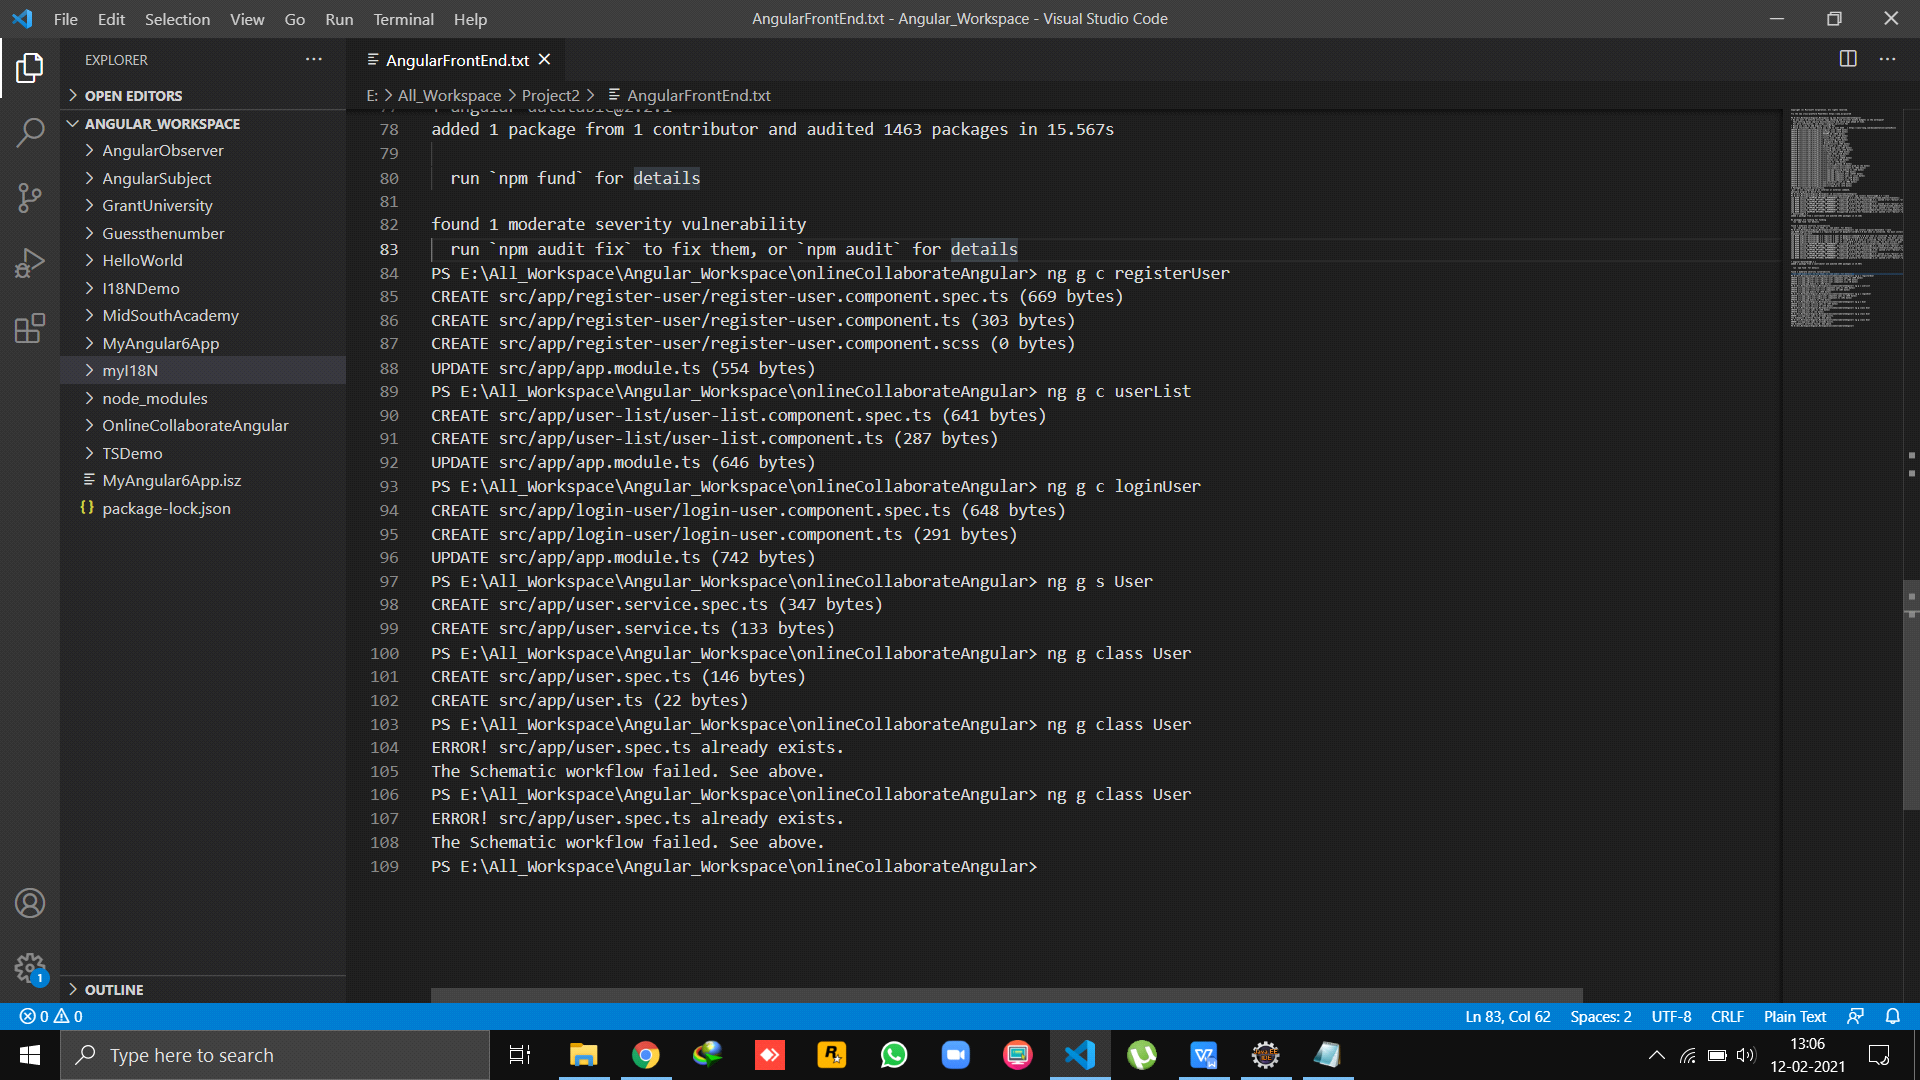 File Edit Selection View Go Run Terminal Help
AngularFrontEnd.txt - Angular_Workspace - Visual Studio Code
EXPLORER
OPEN EDITORS
ANGULAR_WORKSPACE
AngularObserver
AngularSubject
GrantUniversity
Guessthenumber
HelloWorld
I18NDemo
MidSouthAcademy
MyAngular6App
myI18N
node_modules
OnlineCollaborateAngular
TSDemo
MyAngular6App.isz
package-lock.json
OUTLINE
AngularFrontEnd.txt
E: > All_Workspace > Project2 > AngularFrontEnd.txt
78 added 1 package from 1 contributor and audited 1463 packages in 15.567s
79
80 run `npm fund` for details
81
82 found 1 moderate severity vulnerability
83 run `npm audit fix` to fix them, or `npm audit` for details
84 PS E:\All_Workspace\Angular_Workspace\onlineCollaborateAngular> ng g c registerUser
85 CREATE src/app/register-user/register-user.component.spec.ts (669 bytes)
86 CREATE src/app/register-user/register-user.component.ts (303 bytes)
87 CREATE src/app/register-user/register-user.component.scss (0 bytes)
88 UPDATE src/app/app.module.ts (554 bytes)
89 PS E:\All_Workspace\Angular_Workspace\onlineCollaborateAngular> ng g c userList
90 CREATE src/app/user-list/user-list.component.spec.ts (641 bytes)
91 CREATE src/app/user-list/user-list.component.ts (287 bytes)
92 UPDATE src/app/app.module.ts (646 bytes)
93 PS E:\All_Workspace\Angular_Workspace\onlineCollaborateAngular> ng g c loginUser
94 CREATE src/app/login-user/login-user.component.spec.ts (648 bytes)
95 CREATE src/app/login-user/login-user.component.ts (291 bytes)
96 UPDATE src/app/app.module.ts (742 bytes)
97 PS E:\All_Workspace\Angular_Workspace\onlineCollaborateAngular> ng g s User
98 CREATE src/app/user.service.spec.ts (347 bytes)
99 CREATE src/app/user.service.ts (133 bytes)
100 PS E:\All_Workspace\Angular_Workspace\onlineCollaborateAngular> ng g class User
101 CREATE src/app/user.spec.ts (146 bytes)
102 CREATE src/app/user.ts (22 bytes)
103 PS E:\All_Workspace\Angular_Workspace\onlineCollaborateAngular> ng g class User
104 ERROR! src/app/user.spec.ts already exists.
105 The Schematic workflow failed. See above.
106 PS E:\All_Workspace\Angular_Workspace\onlineCollaborateAngular> ng g class User
107 ERROR! src/app/user.spec.ts already exists.
108 The Schematic workflow failed. See above.
109 PS E:\All_Workspace\Angular_Workspace\onlineCollaborateAngular>
1
0 0
Ln 83, Col 62 Spaces: 2 UTF-8 CRLF Plain Text
Type here to search
13:06
12-02-2021